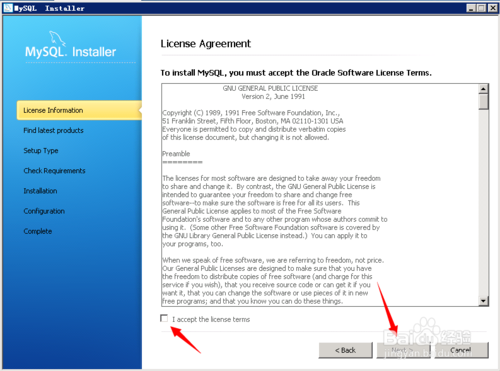 MySQL Installer
MySQL. Installer
License Information
Find latest products
Setup Type
Check Requirements
Installation
Configuration
Complete
License Agreement
To install MySQL, you must accept the Oracle Software License Terms.
GNU GENERAL PUBLIC LICENSE
Version 2, June 1991
Copyright (C) 1989, 1991 Free Software Foundation, Inc.,
51 Franklin Street, Fifth Floor, Boston, MA 02110-1301 USA
Everyone is permitted to copy and distribute verbatim copies
of this license document, but changing it is not allowed.
Preamble
========
The licenses for most software are designed to take away your freedom
to share and change it. By contrast, the GNU General Public License is
intended to guarantee your freedom to share and change free
software--to make sure the software is free for all its users. This
General Public License applies to most of the Free Software
Foundation's software and to any other program whose authors commit to
using it. (Some other Free Software Foundation software is covered by
the GNU Library General Public License instead.) You can apply it to
your programs, too.
When we speak of free software, we are referring to freedom, not price.
Our General Public Licenses are designed to make sure that you have
the freedom to distribute copies of free software (and charge for this
service if you wish), that you receive source code or can get it if you
want it, that you can change the software or use pieces of it in new
free programs; and that you know you can do these things.
I accept the license terms
< Back
Next >
Cancel
Baidu 经验
jingyan.baidu.com